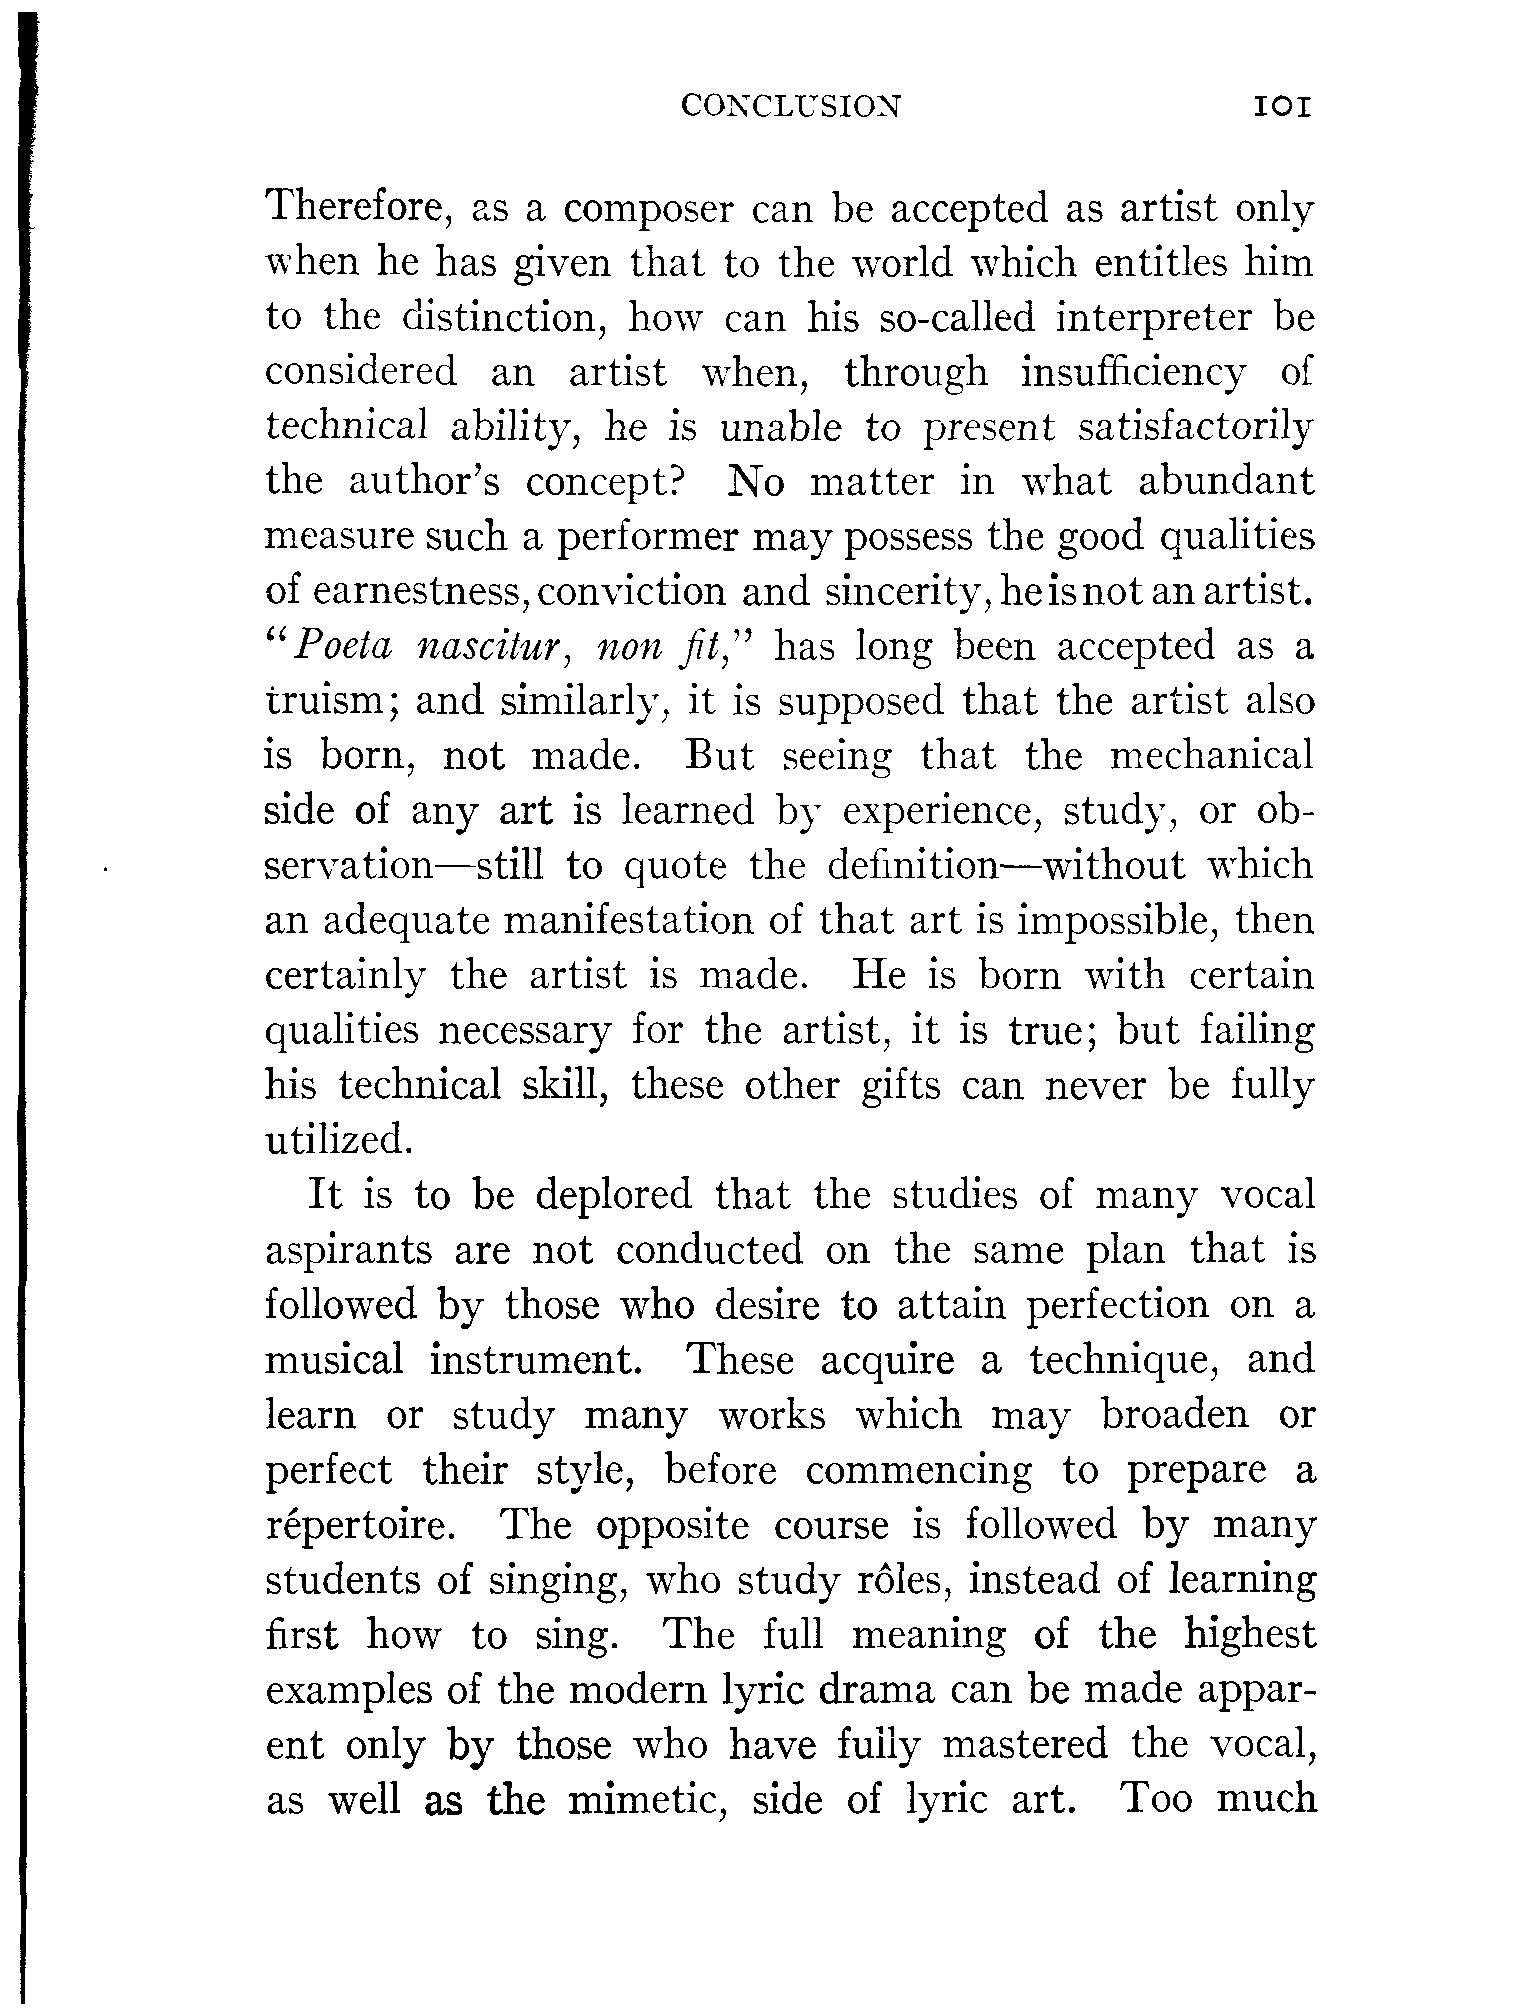 CONCLUSION 101
Therefore, as a composer can be accepted as artist only
when he has given that to the world which entitles him
to the distinction, how can his so-called interpreter be
considered an artist when, through insufficiency of
technical ability, he is unable to present satisfactorily
the author's concept? No matter in what abundant
measure such a performer may possess the good qualities
of earnestness, conviction and sincerity, he is not an artist.
"Poeta nascitur, non fit," has long been accepted as a
truism; and similarly, it is supposed that the artist also
is born, not made. But seeing that the mechanical
side of any art is learned by experience, study, or ob-
servation—still to quote the definition—without which
an adequate manifestation of that art is impossible, then
certainly the artist is made. He is born with certain
qualities necessary for the artist, it is true; but failing
his technical skill, these other gifts can never be fully
utilized.
It is to be deplored that the studies of many vocal
aspirants are not conducted on the same plan that is
followed by those who desire to attain perfection on a
musical instrument. These acquire a technique, and
learn or study many works which may broaden or
perfect their style, before commencing to prepare a
répertoire. The opposite course is followed by many
students of singing, who study rôles, instead of learning
first how to sing. The full meaning of the highest
examples of the modern lyric drama can be made appar-
ent only by those who have fully mastered the vocal,
as well as the mimetic, side of lyric art. Too much